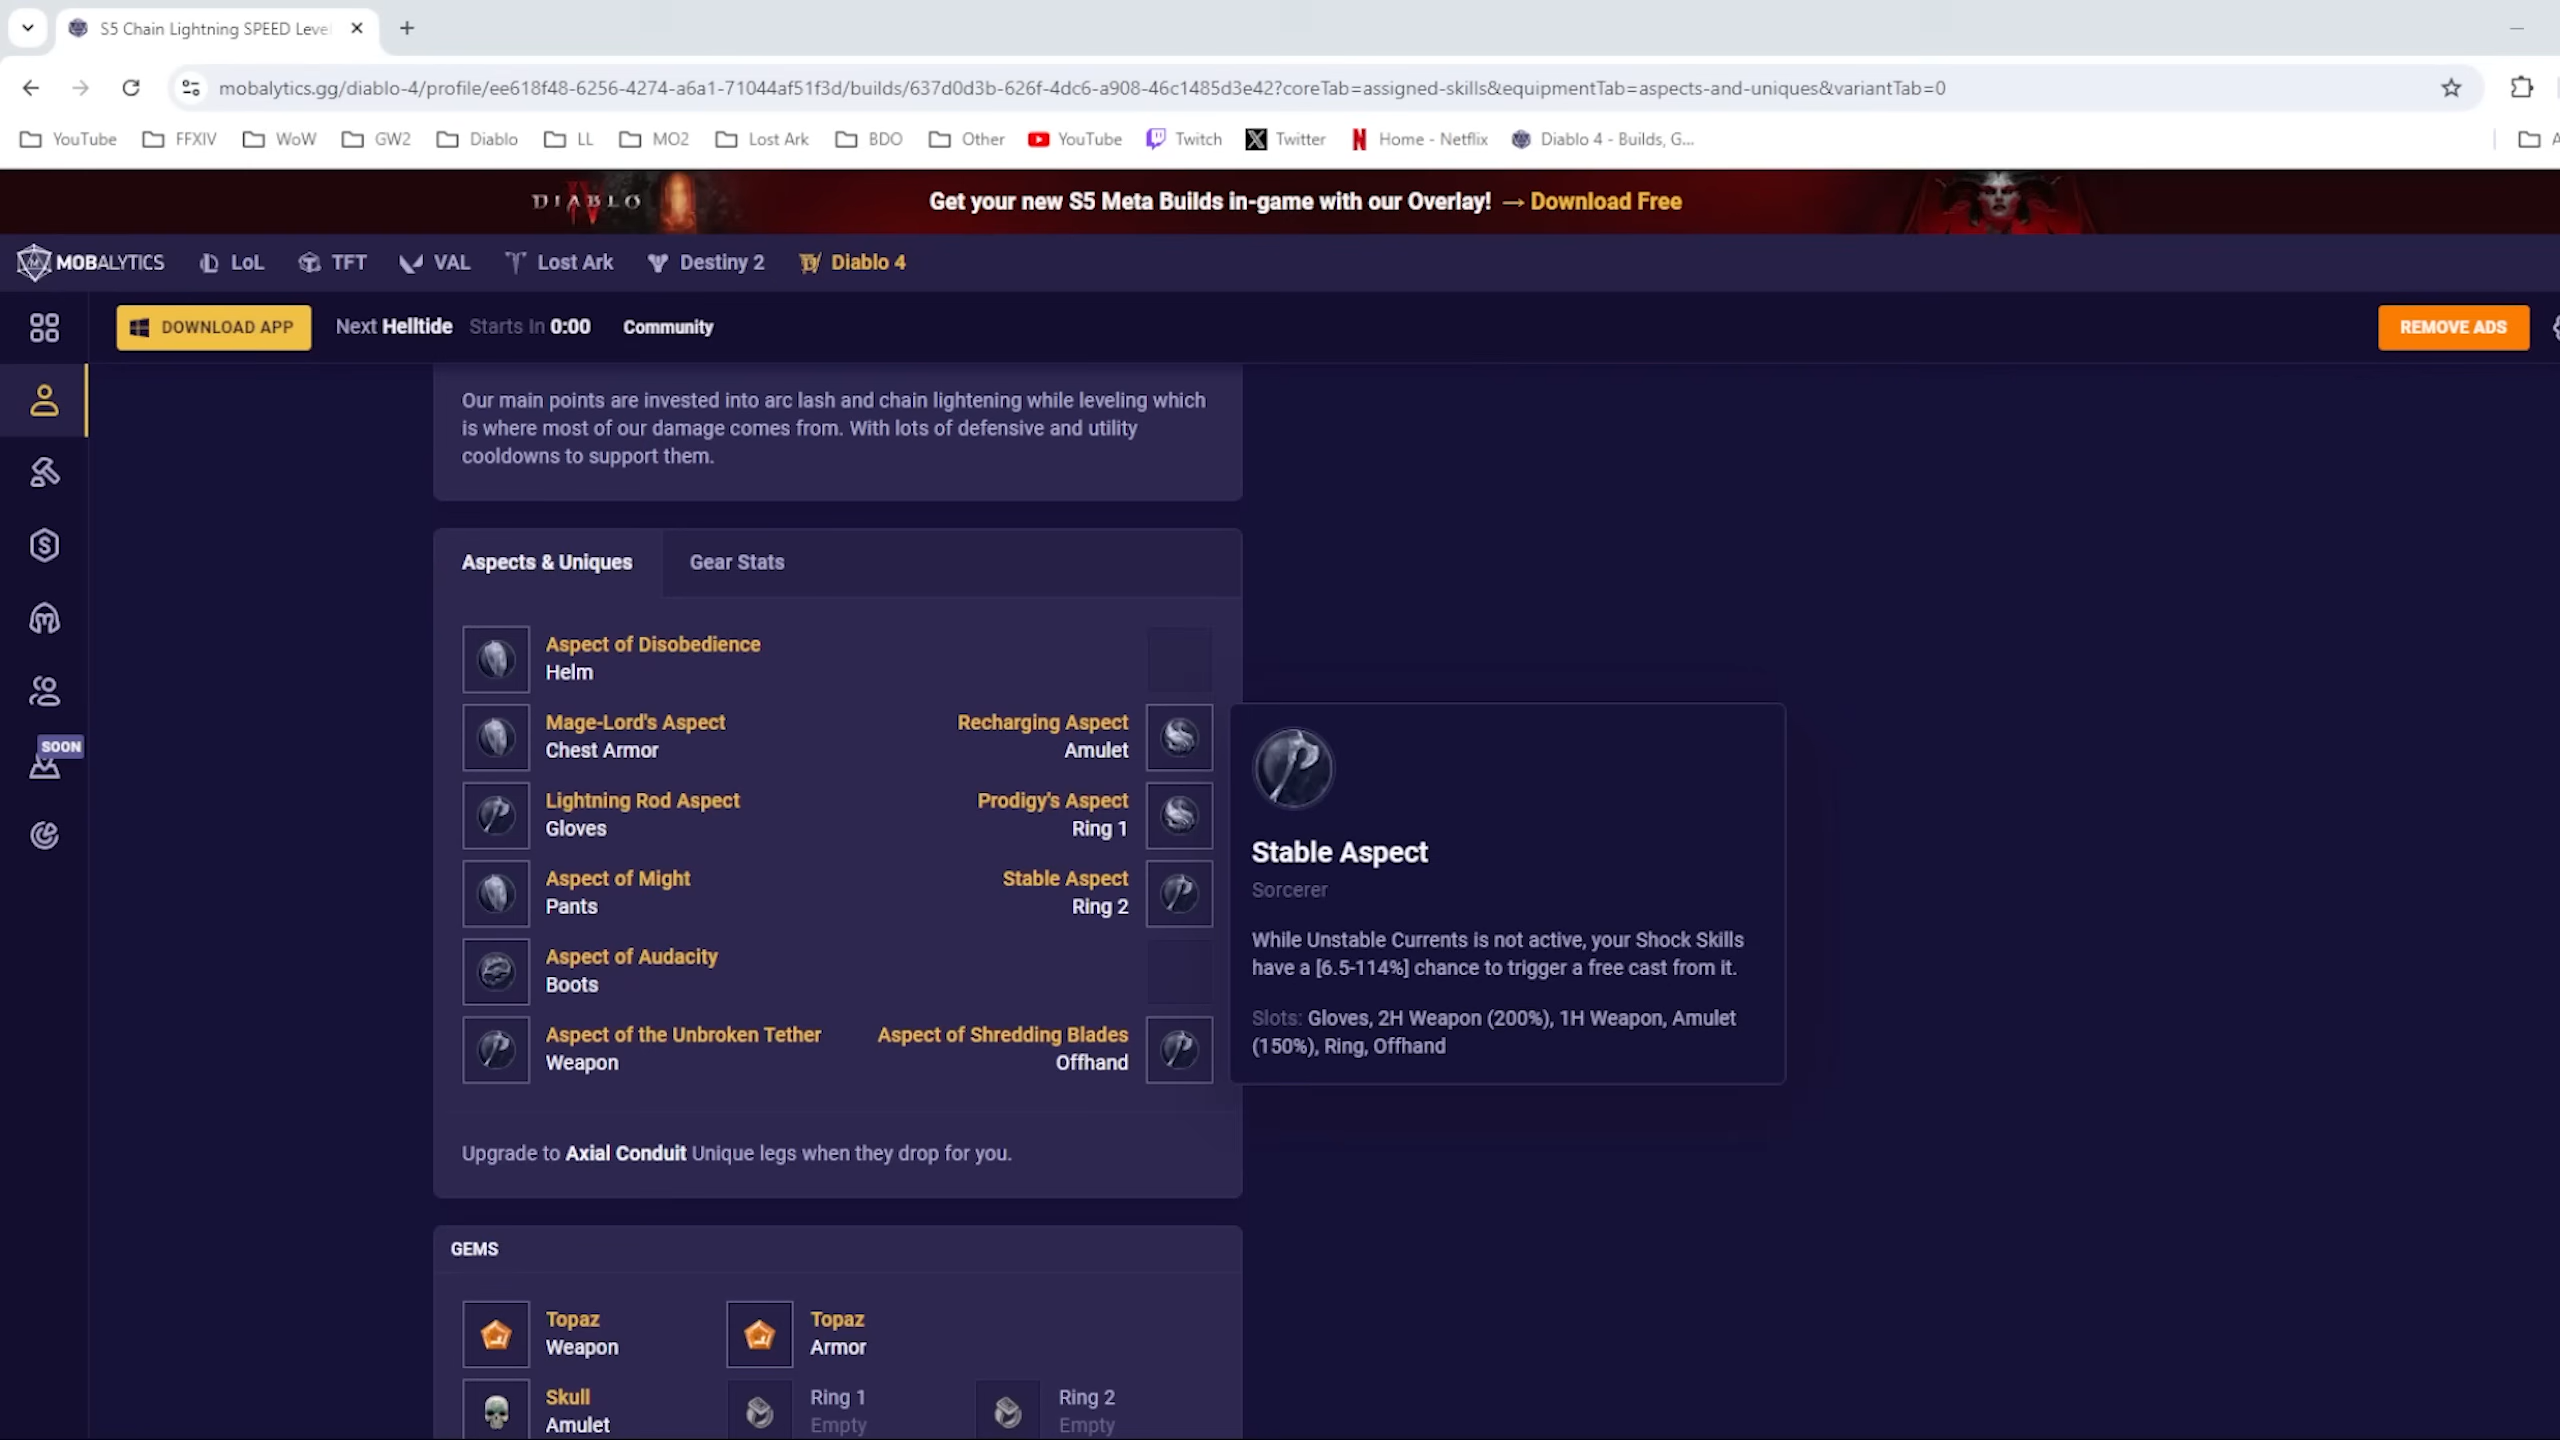 S5 Chain Lightning SPEED Leve
mobalytics.gg/diablo-4/profile/ee618f48-6256-4274-a6a1-71044af51f3d/builds/637d0d3b-626f-4dc6-a908-46c1485d3e42?coreTab=assigned-skills&equipmentTab=aspects-and-uniques&variantTab=0
YouTube FFXIV WoW GW2 Diablo LL MO2 Lost Ark BDO Other YouTube Twitch Twitter Home - Netflix Diablo 4 - Builds, G...
DIABLO Get your new S5 Meta Builds in-game with our Overlay! → Download Free
MOBALYTICS LoL TFT VAL Lost Ark Destiny 2 Diablo 4
DOWNLOAD APP Next Helltide Starts In 0:00 Community REMOVE ADS
Our main points are invested into arc lash and chain lightening while leveling which
is where most of our damage comes from. With lots of defensive and utility
cooldowns to support them.
Aspects & Uniques Gear Stats
Aspect of Disobedience
Helm
Mage-Lord's Aspect Recharging Aspect
Chest Armor Amulet
SOON
Lightning Rod Aspect Prodigy's Aspect
Gloves Ring 1
Aspect of Might Stable Aspect
Pants Ring 2
Aspect of Audacity
Boots
Aspect of the Unbroken Tether Aspect of Shredding Blades
Weapon Offhand
Stable Aspect
Sorcerer
While Unstable Currents is not active, your Shock Skills
have a [6.5-114%] chance to trigger a free cast from it.
Slots: Gloves, 2H Weapon (200%), 1H Weapon, Amulet
(150%), Ring, Offhand
Upgrade to Axial Conduit Unique legs when they drop for you.
GEMS
Topaz Topaz
Weapon Armor
Skull Ring 1 Ring 2
Amulet Empty Empty